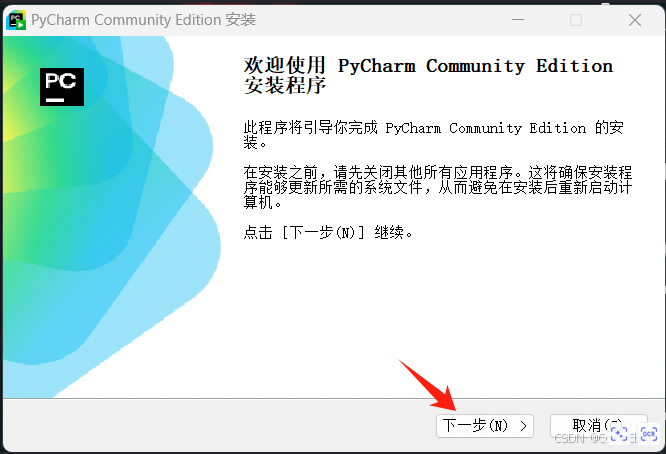 PyCharm Community Edition 安装
PC
欢迎使用 PyCharm Community Edition
安装程序
此程序将引导你完成 PyCharm Community Edition 的安
装。
在安装之前，请先关闭其他所有应用程序。这将确保安装程
序能够更新所需的系统文件，从而避免在安装后重新启动计
算机。
点击 [下一步(N)] 继续。
下一步(N) >
取消(C)
CSDN
OCR